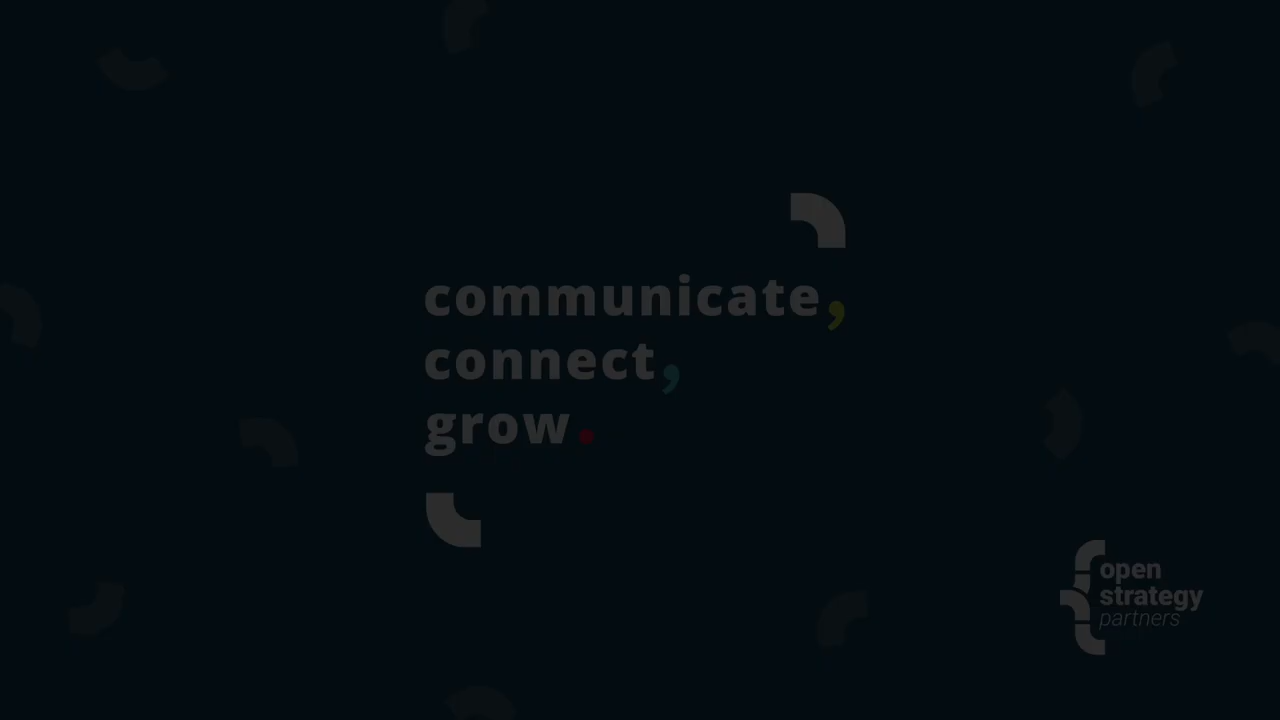 communicate,
connect,
grow.
open
strategy
partners